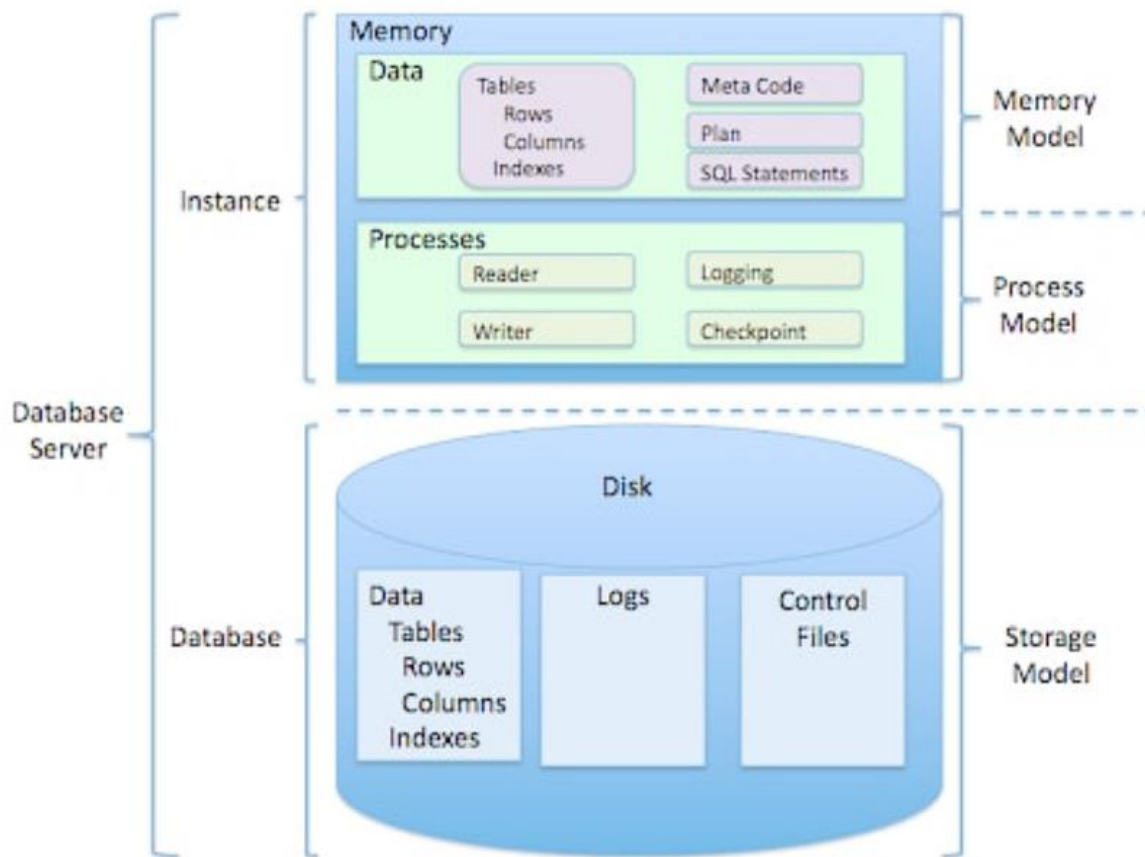 Memory
Data
Tables
Rows
Columns
Indexes
Meta Code
Plan
SQL Statements
Memory
Model
Instance
Processes
Reader
Logging
Writer
Checkpoint
Process
Model
Database
Server
Disk
Data
Tables
Rows
Columns
Indexes
Logs
Control
Files
Database
Storage
Model